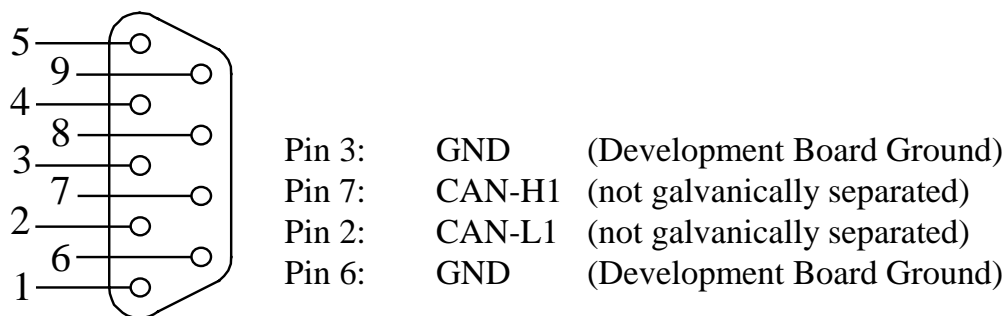 5
9
4
8
3
7
2
6
1
Pin 3: GND (Development Board Ground)
Pin 7: CAN-H1 (not galvanically separated)
Pin 2: CAN-L1 (not galvanically separated)
Pin 6: GND (Development Board Ground)